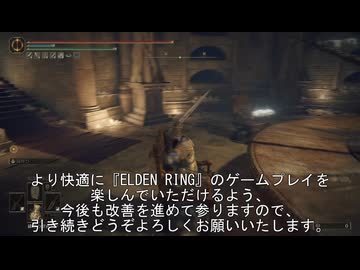 より快適に『ELDEN RING』のゲームプレイを
楽しんでいただけるよう、
今後も改善を進めて参りますので、
引き続きどうぞよろしくお願いいたします。